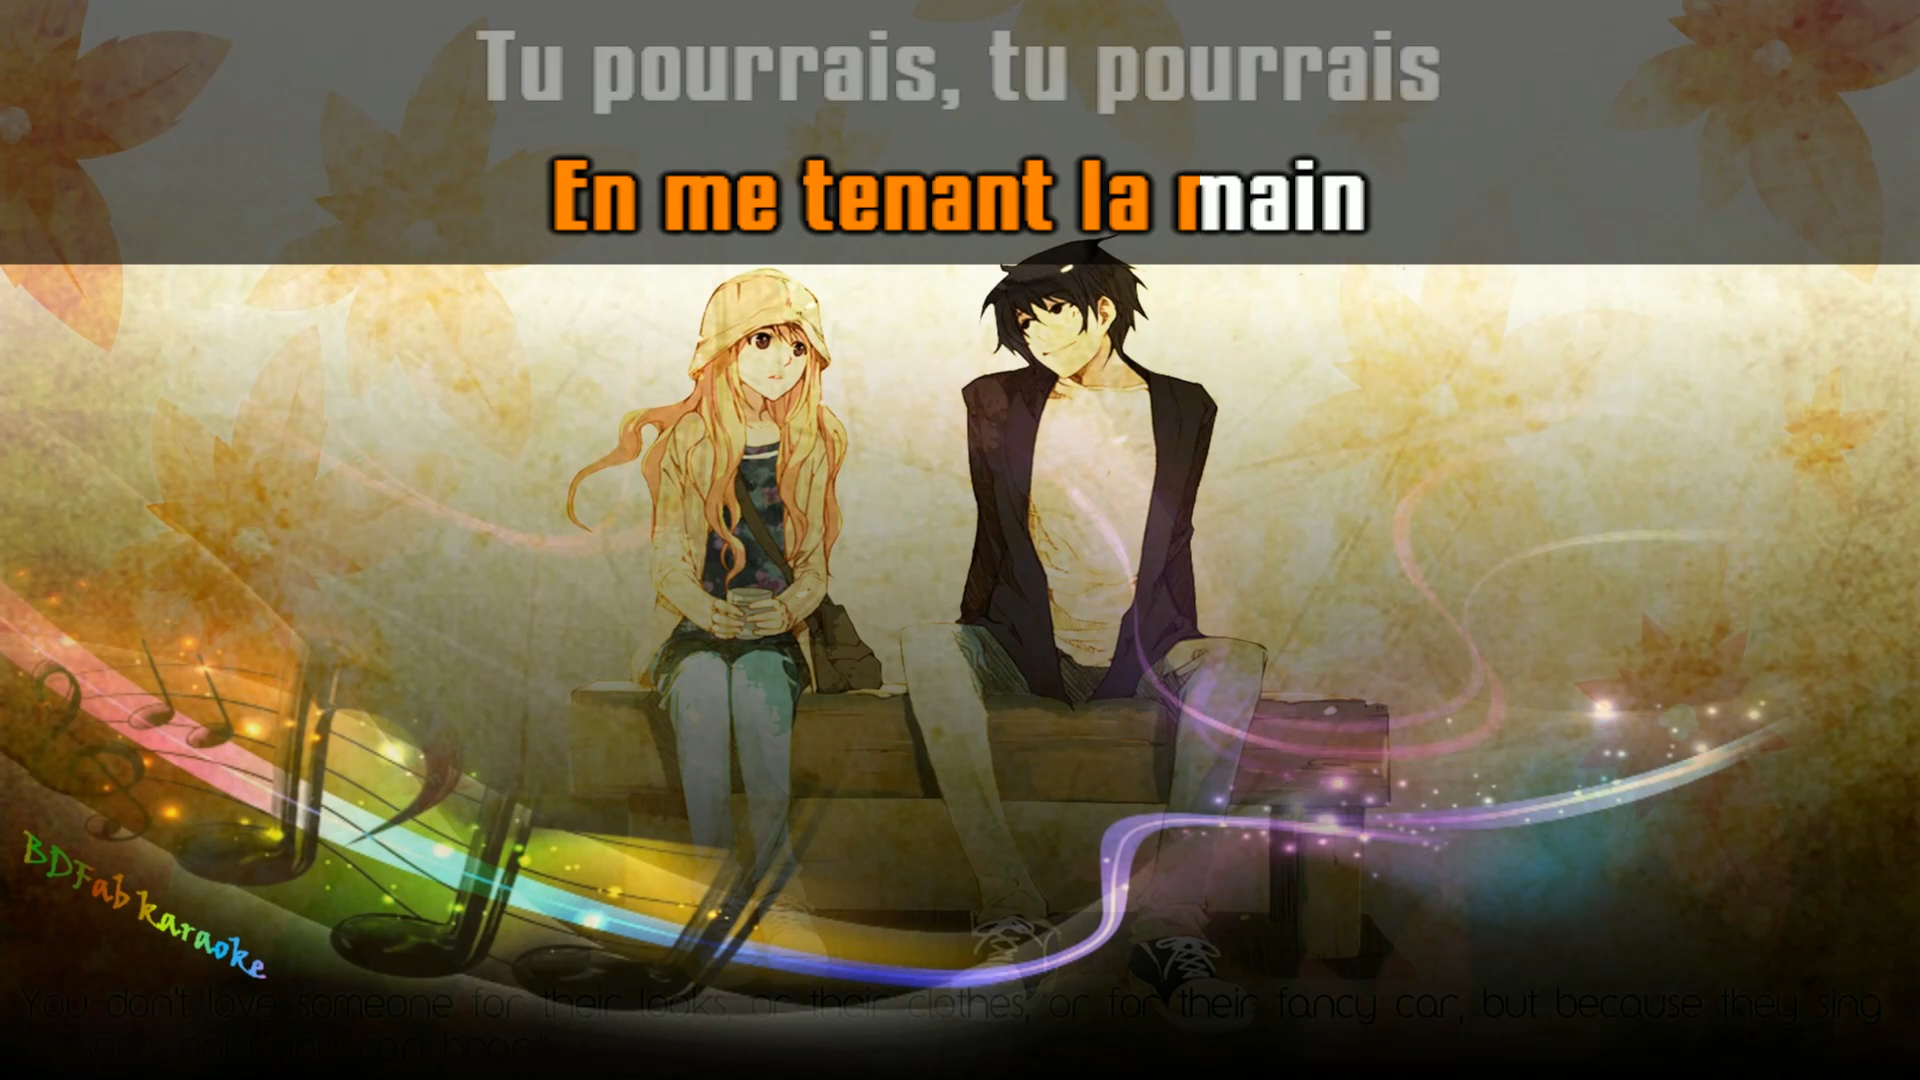 Tu pourrais, tu pourrais
En me tenant la main
BDFab karaoke
You don't love someone for their looks, or their clothes, or for their fancy car, but because they sing